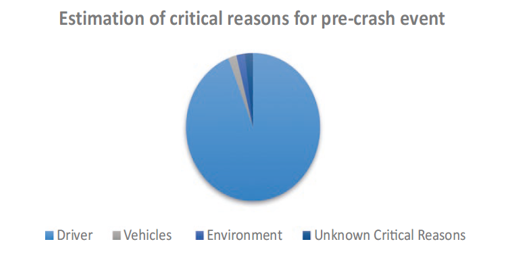 Estimation of critical reasons for pre-crash event
Driver Vehicles Environment Unknown Critical Reasons